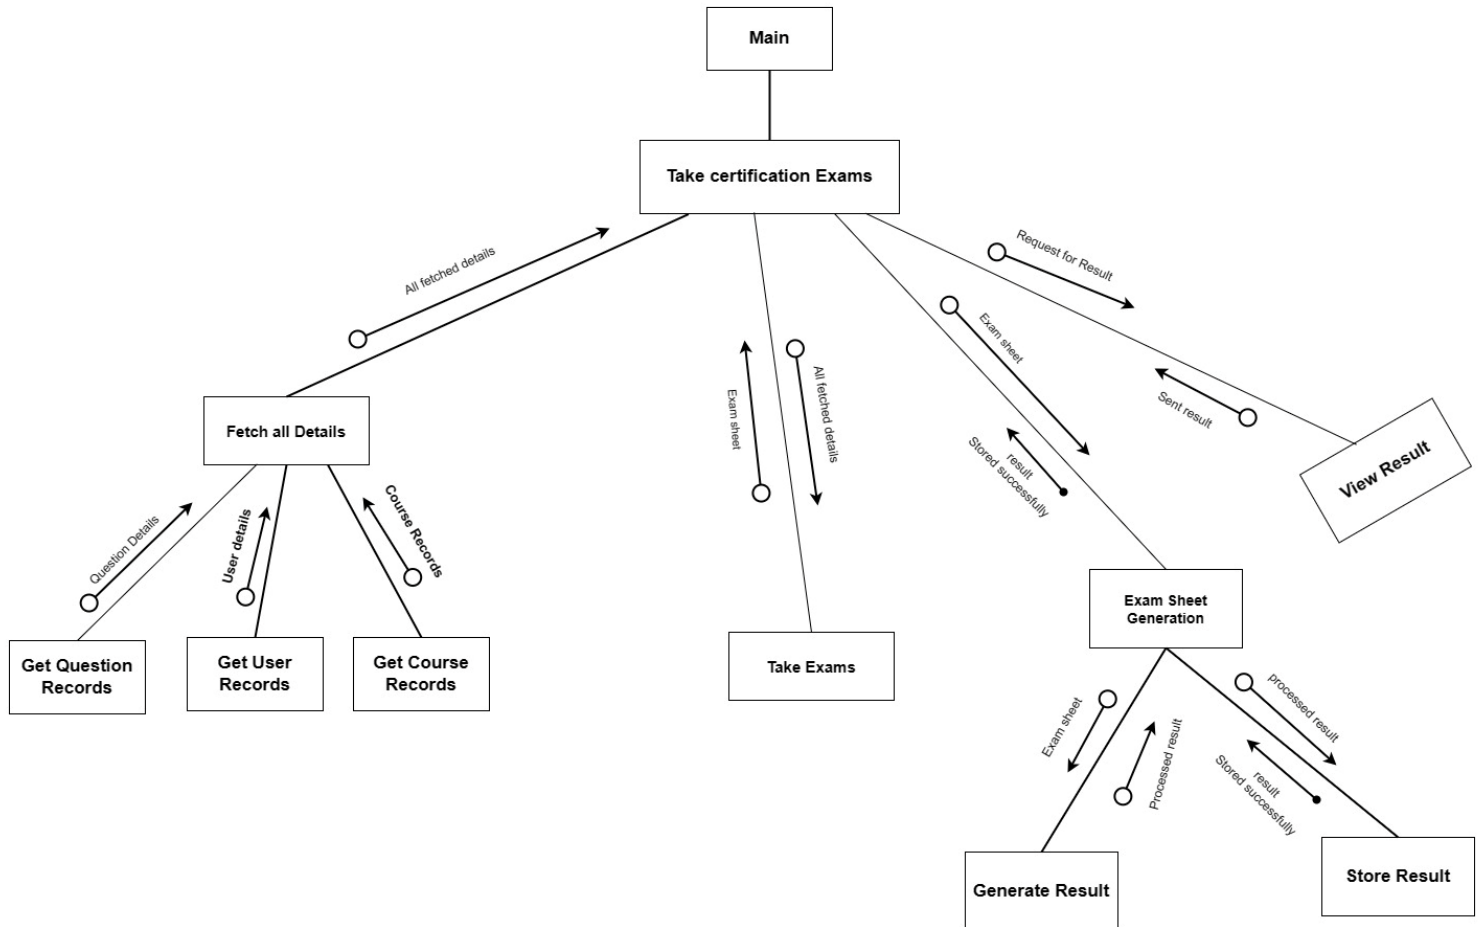 Main
Take certification Exams
All fetched details
Request for Result
Exam sheet
Sent result
Exam sheet
All fetched details
result
Stored successfully
View Result
Fetch all Details
Question Details
User details
Course Records
Get Question
Records
Get User
Records
Get Course
Records
Take Exams
Exam Sheet
Generation
Exam sheet
Processed result
processed result
result
Stored successfully
Generate Result
Store Result